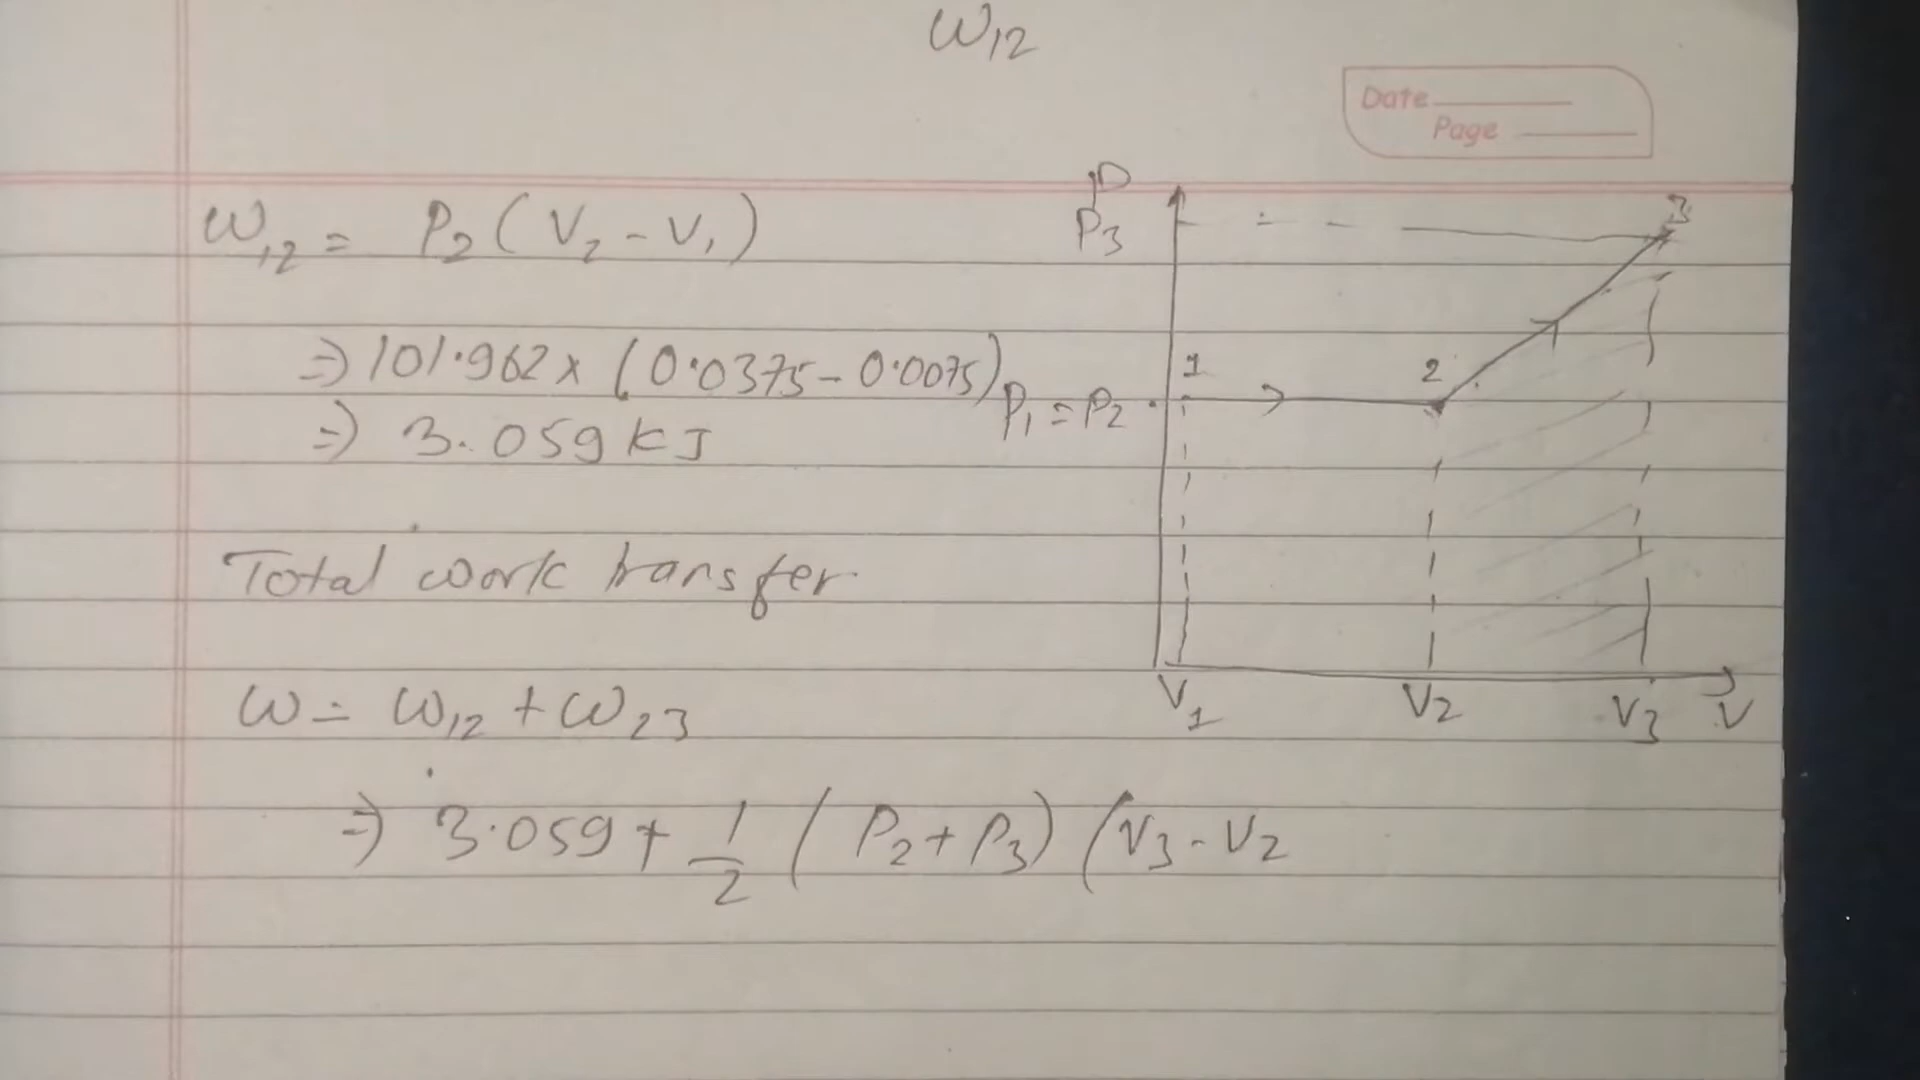 W12
Date
Page
W12 = P2 (V2 - V1)
⇒ 101.962 x (0.0375 - 0.0075)
⇒ 3.059 KJ
Total work transfer
W = W12 + W23
⇒ 3.059 + 1/2 (P2 + P3) (V3 - V2
P
P3
3
1
2
P1 = P2
V1
V2
V3
V